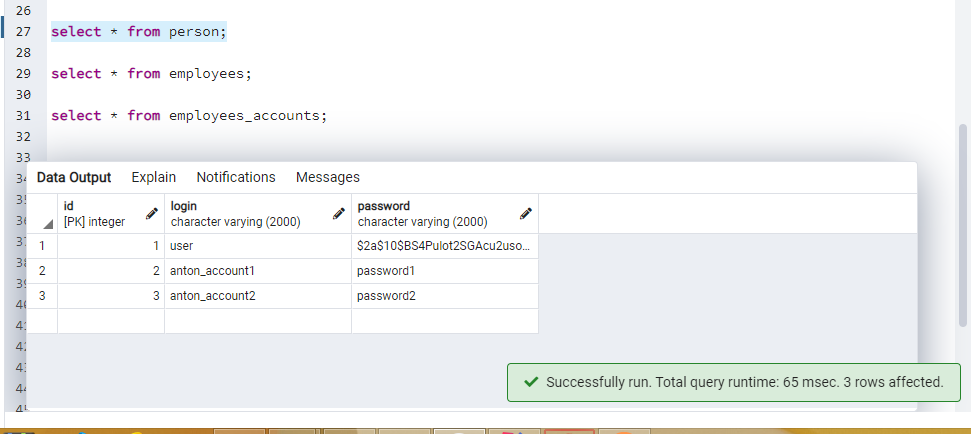 26
27 select * from person;
28
29 select * from employees;
30
31 select * from employees_accounts;
32
33
Data Output Explain Notifications Messages
id login password
[PK] integer character varying (2000) character varying (2000)
1 1 user $2a$10$BS4Pulot2SGAcu2uso...
2 2 anton_account1 password1
3 3 anton_account2 password2
Successfully run. Total query runtime: 65 msec. 3 rows affected.